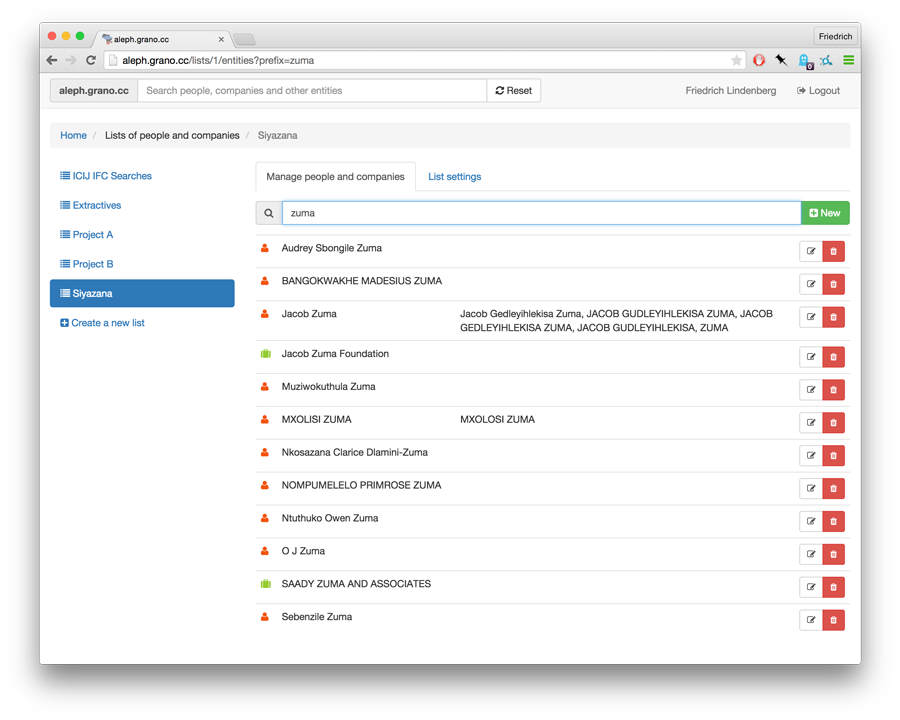 aleph.grano.cc
Friedrich
aleph.grano.cc/lists/1/entities?prefix=zuma
0
aleph.grano.cc Search people, companies and other entities Reset Friedrich Lindenberg Logout
Home / Lists of people and companies / Siyazana
ICIJ IFC Searches
Extractives
Project A
Project B
Siyazana
Create a new list
Manage people and companies List settings
zuma New
Audrey Sbongile Zuma
BANGOKWAKHE MADESIUS ZUMA
Jacob Zuma Jacob Gedleyihlekisa Zuma, JACOB GUDLEYIHLEKISA ZUMA, JACOB
GEDLEYIHLEKISA ZUMA, JACOB GUDLEYIHLEKISA, ZUMA
Jacob Zuma Foundation
Muziwokuthula Zuma
MXOLISI ZUMA MXOLOSI ZUMA
Nkosazana Clarice Dlamini-Zuma
NOMPUMELELO PRIMROSE ZUMA
Ntuthuko Owen Zuma
O J Zuma
SAADY ZUMA AND ASSOCIATES
Sebenzile Zuma